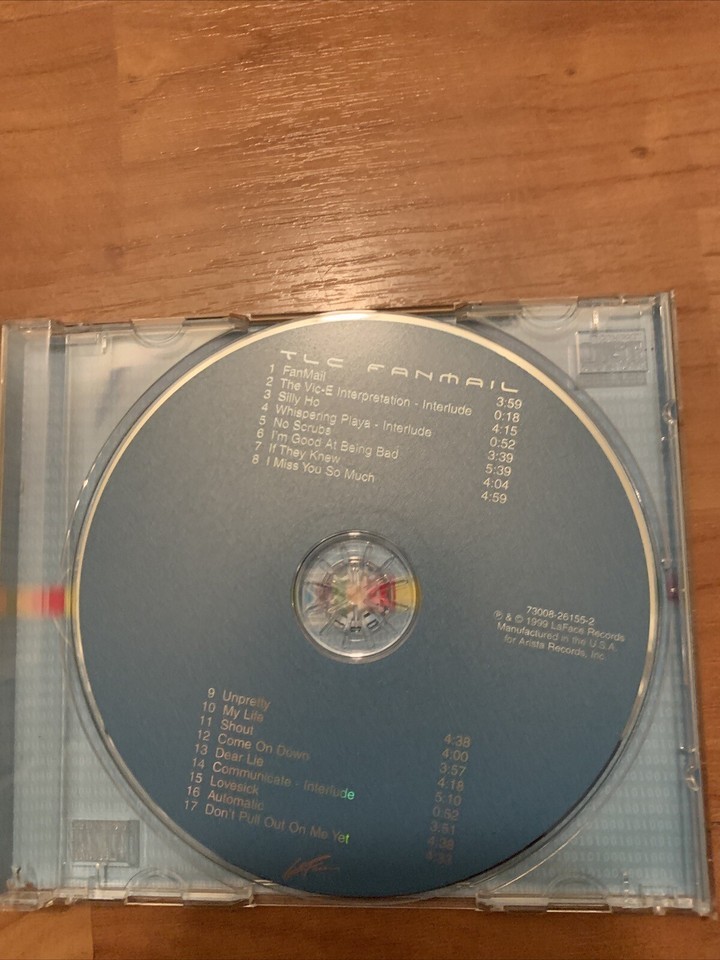 TLC FANMAIL
1 FanMail 3:59
2 The Vic-E Interpretation - Interlude 0:18
3 Silly Ho 4:15
4 Whispering Playa - Interlude 0:52
5 No Scrubs 3:39
6 I'm Good At Being Bad 5:39
7 If They Knew 4:04
8 I Miss You So Much 4:59
73008-26155-2
℗ & © 1999 LaFace Records
Manufactured in the U.S.A.
for Arista Records, Inc.
9 Unpretty 4:38
10 My Life 4:00
11 Shout 3:57
12 Come On Down 4:18
13 Dear Lie 5:10
14 Communicate - Interlude 0:52
15 Lovesick 3:51
16 Automatic
17 Don't Pull Out On Me Yet 4:33
LaFace